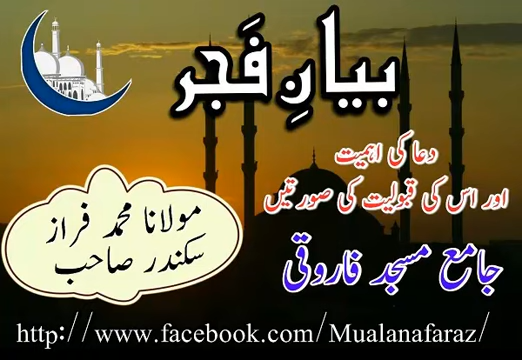 بیانِ فَجر
دعا کی اہمیت
اور اس کی قبولیت کی صورتیں
جامع مسجد فاروقی
مولانا محمد فراز
سکندر صاحب
http://www.facebook.com/Mualanafaraz/